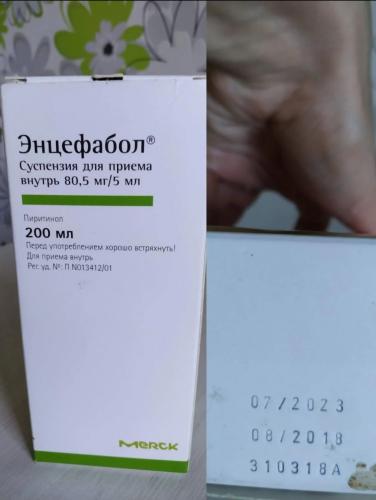 Энцефабол®
Суспензия для приема
внутрь 80,5 мг/5 мл
Пиритинол
200 мл
Перед употреблением хорошо встряхнуть!
Для приема внутрь
Рег. уд. №: П N013412/01
MERCK
07/2023
08/2018
310318A